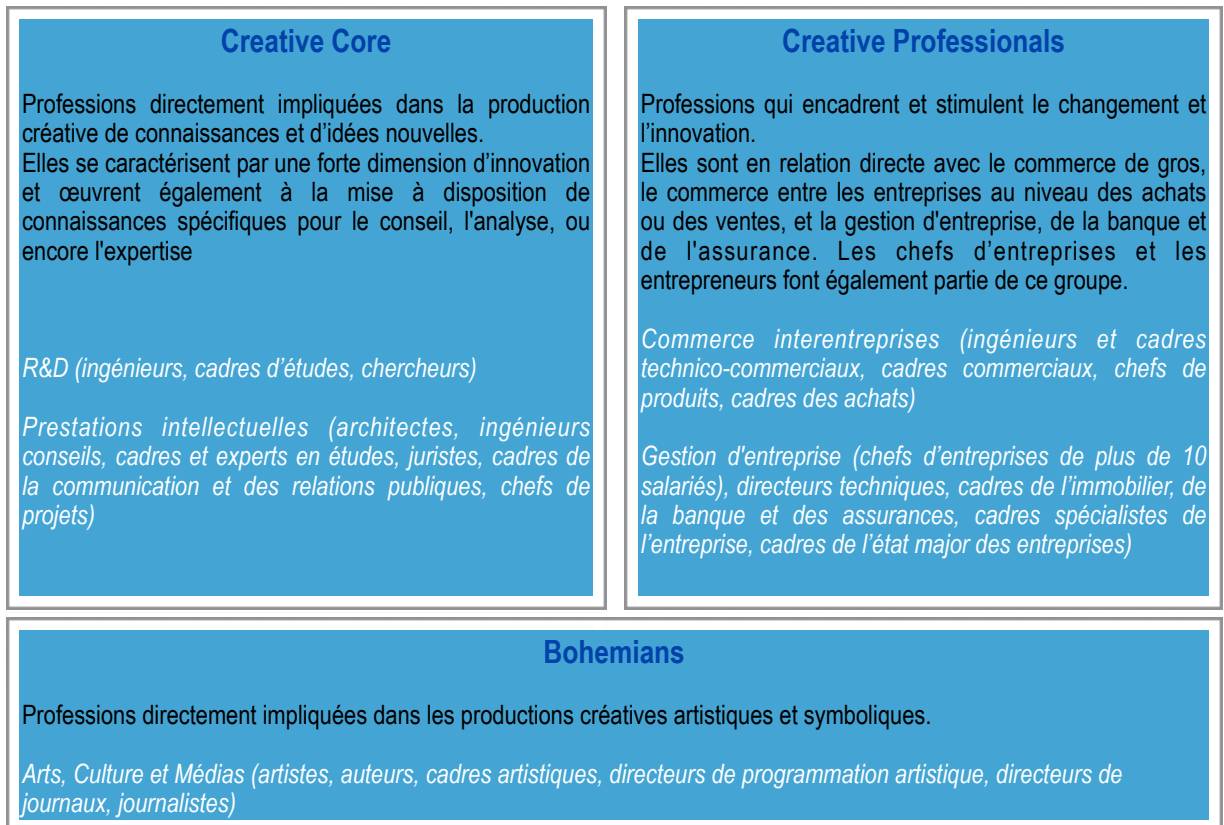 Creative Core
Professions directement impliquées dans la production
créative de connaissances et d'idées nouvelles.
Elles se caractérisent par une forte dimension d'innovation
et œuvrent également à la mise à disposition de
connaissances spécifiques pour le conseil, l'analyse, ou
encore l'expertise
R&D (ingénieurs, cadres d'études, chercheurs)
Prestations intellectuelles (architectes, ingénieurs
conseils, cadres et experts en études, juristes, cadres de
la communication et des relations publiques, chefs de
projets)
Creative Professionals
Professions qui encadrent et stimulent le changement et
l'innovation.
Elles sont en relation directe avec le commerce de gros,
le commerce entre les entreprises au niveau des achats
ou des ventes, et la gestion d'entreprise, de la banque et
de l'assurance. Les chefs d'entreprises et les
entrepreneurs font également partie de ce groupe.
Commerce interentreprises (ingénieurs et cadres
technico-commerciaux, cadres commerciaux, chefs de
produits, cadres des achats)
Gestion d'entreprise (chefs d'entreprises de plus de 10
salariés), directeurs techniques, cadres de l'immobilier, de
la banque et des assurances, cadres spécialistes de
l'entreprise, cadres de l'état major des entreprises)
Bohemians
Professions directement impliquées dans les productions créatives artistiques et symboliques.
Arts, Culture et Médias (artistes, auteurs, cadres artistiques, directeurs de programmation artistique, directeurs de
journaux, journalistes)